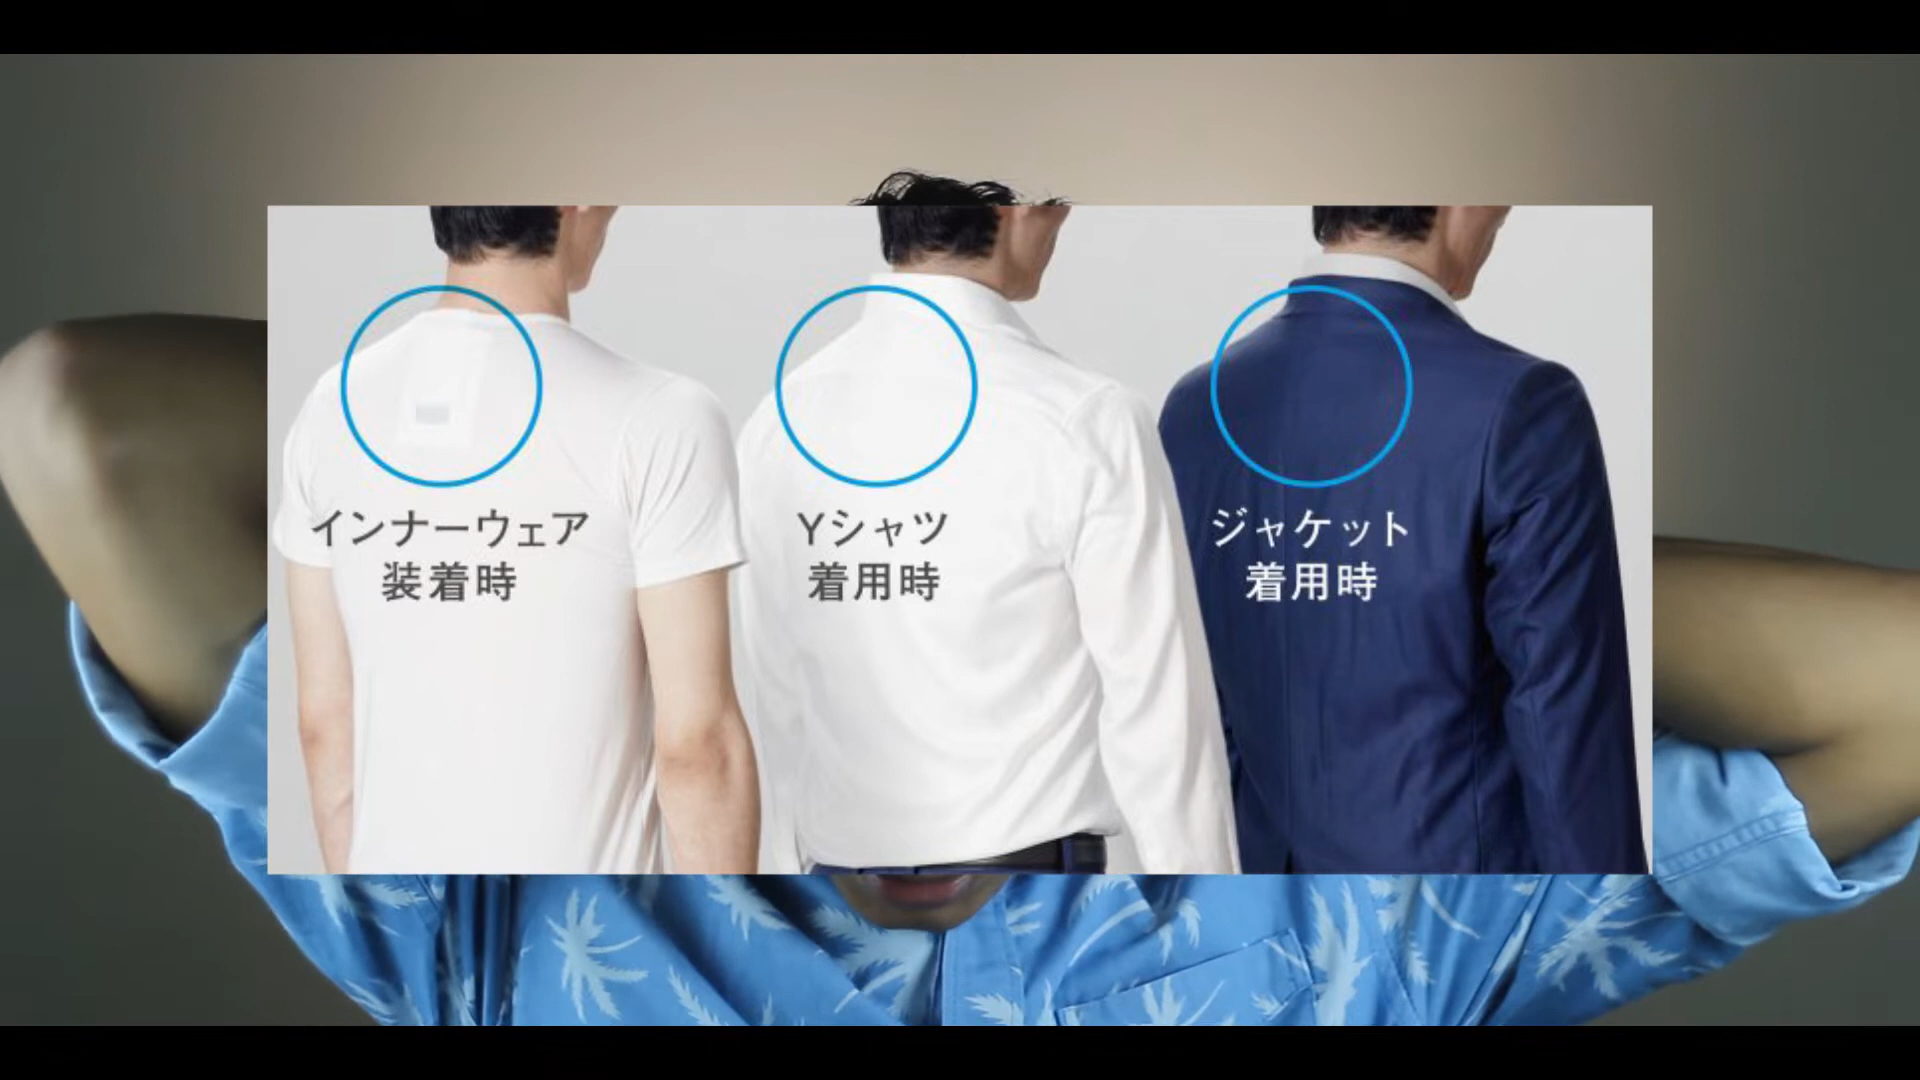 インナーウェア
装着時
Yシャツ
着用時
ジャケット
着用時